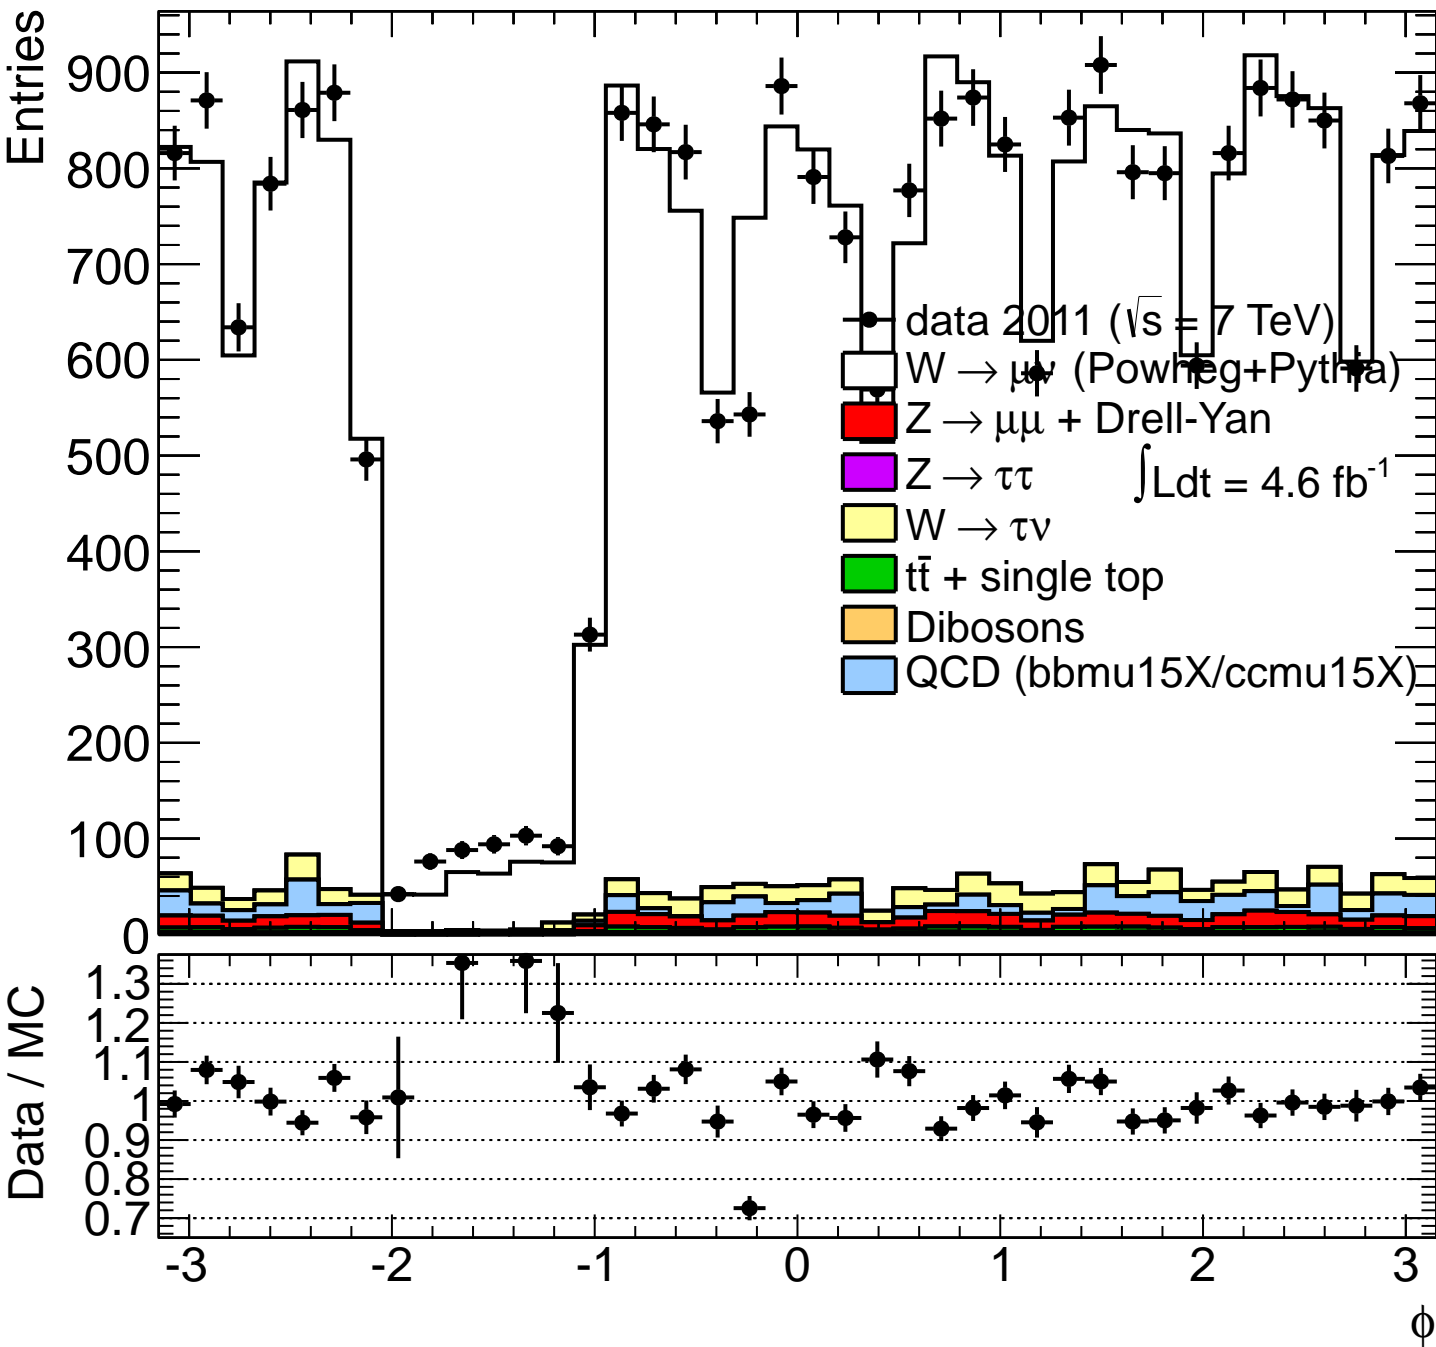 Entries
900
800
700
600
500
400
300
200
100
0
data 2011 (√s = 7 TeV)
W → μν (Powheg+Pythia)
Z → μμ + Drell-Yan
Z → ττ
∫Ldt = 4.6 fb⁻¹
W → τν
tt̄ + single top
Dibosons
QCD (bbmu15X/ccmu15X)
Data / MC
1.3
1.2
1.1
1
0.9
0.8
0.7
-3 -2 -1 0 1 2 3
ϕ